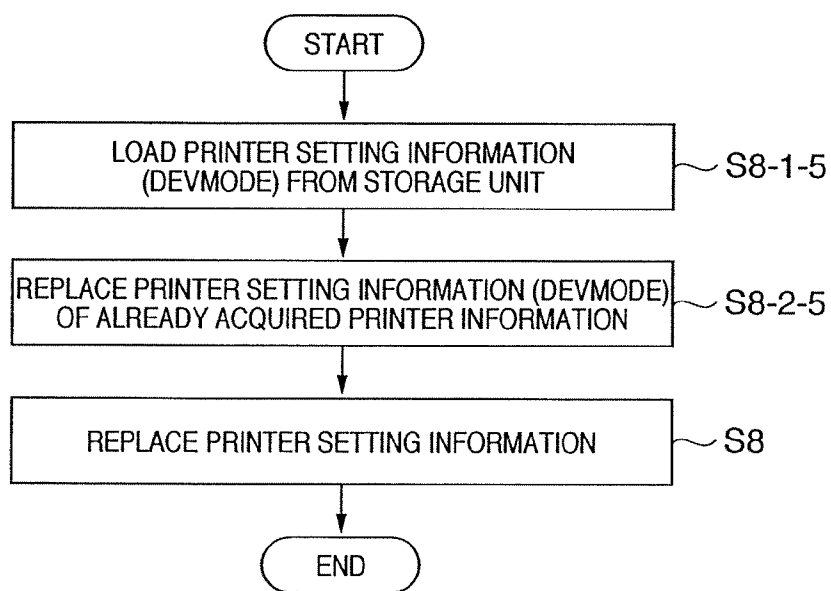 START
LOAD PRINTER SETTING INFORMATION
(DEVMODE) FROM STORAGE UNIT
S8-1-5
REPLACE PRINTER SETTING INFORMATION (DEVMODE)
OF ALREADY ACQUIRED PRINTER INFORMATION
S8-2-5
REPLACE PRINTER SETTING INFORMATION
S8
END